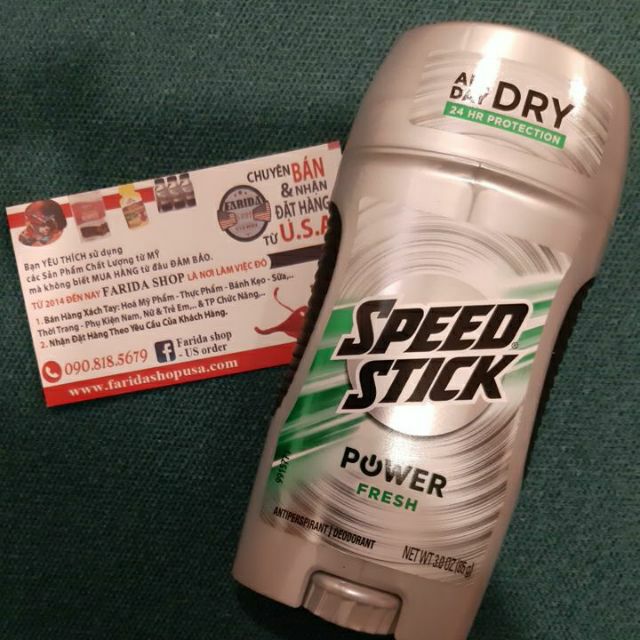 CHUYÊN BÁN
& NHẬN
ĐẶT HÀNG
TỪ U.S.A
FARIDA
Bạn YÊU THÍCH sử dụng
các Sản Phẩm Chất Lượng từ MỸ
mà không biết MUA HÀNG từ đâu ĐẢM BẢO.
TỪ 2014 ĐẾN NAY FARIDA SHOP LÀ NƠI LÀM VIỆC ĐÓ
1. Bán Hàng Xách Tay: Hoá Mỹ Phẩm - Thực Phẩm - Bánh Kẹo - Sữa,..
Thời Trang - Phụ Kiện Nam, Nữ & Trẻ Em,.. & TP Chức Năng...
2. Nhận Đặt Hàng Theo Yêu Cầu Của Khách Hàng.
090.818.5679
Farida shop
- US order
www.faridashopusa.com
ALL DAY DRY
24 HR PROTECTION
SPEED
STICK®
POWER
FRESH
ANTIPERSPIRANT | DEODORANT
NET WT 3.0 OZ (85 g)